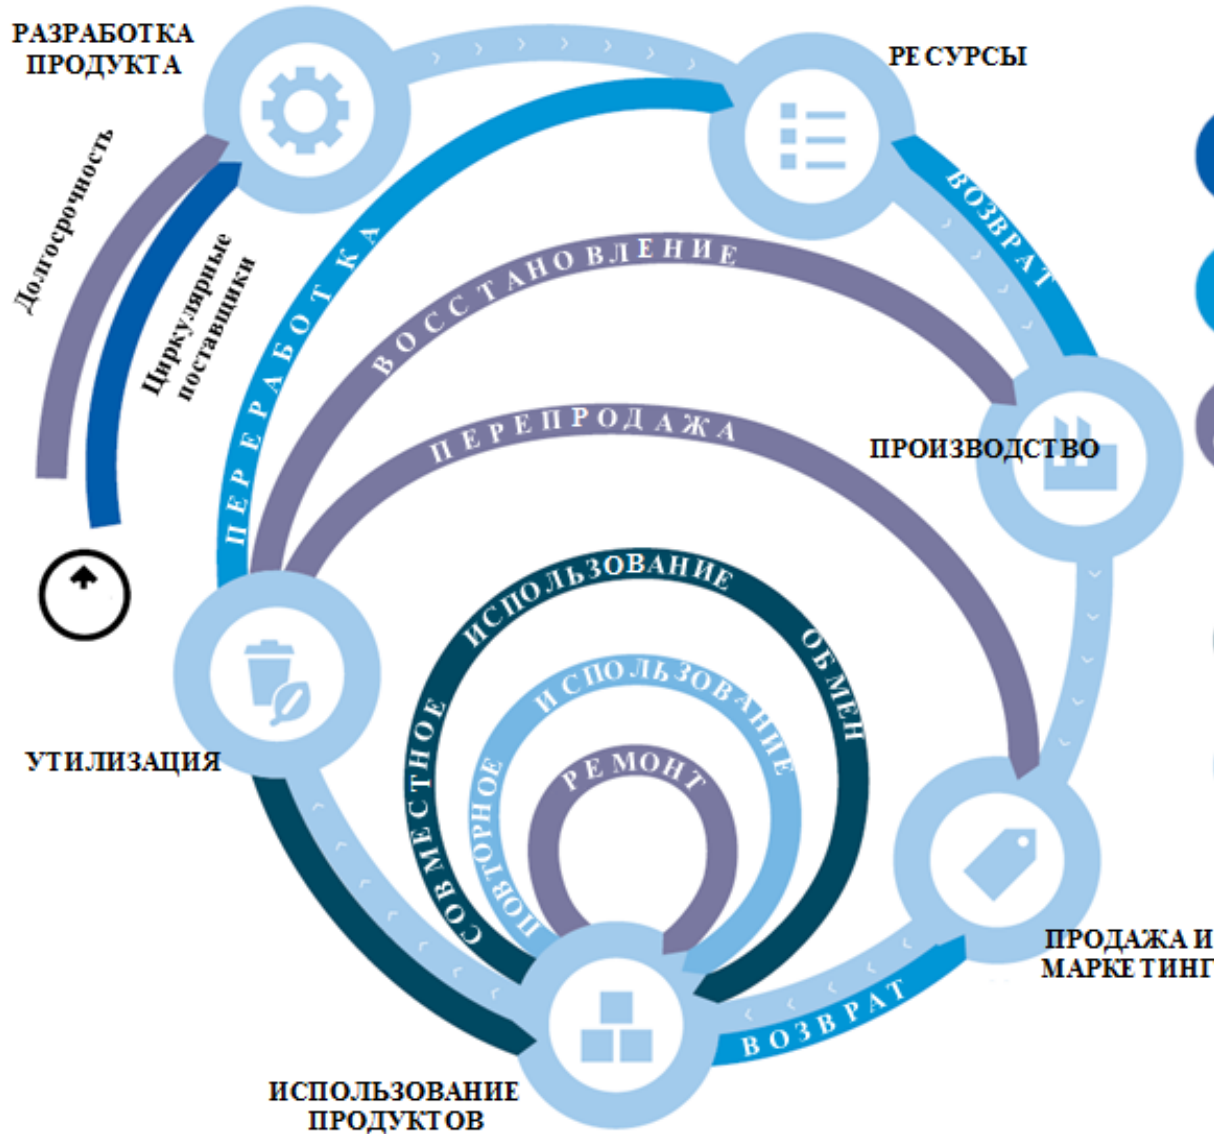 РАЗРАБОТКА
ПРОДУКТА
РЕСУРСЫ
Долгосрочность
Циркулярные
поставщики
ПЕРЕРАБОТКА
ВОЗВРАТ
ВОССТАНОВЛЕНИЕ
ПЕРЕПРОДАЖА
ПРОИЗВОДСТВО
СОВМЕСТНОЕ ИСПОЛЬЗОВАНИЕ ОБМЕН
ПОВТОРНОЕ ИСПОЛЬЗОВАНИЕ
РЕМОНТ
УТИЛИЗАЦИЯ
ПРОДАЖА И
МАРКЕТИНГ
ВОЗВРАТ
ИСПОЛЬЗОВАНИЕ
ПРОДУКТОВ